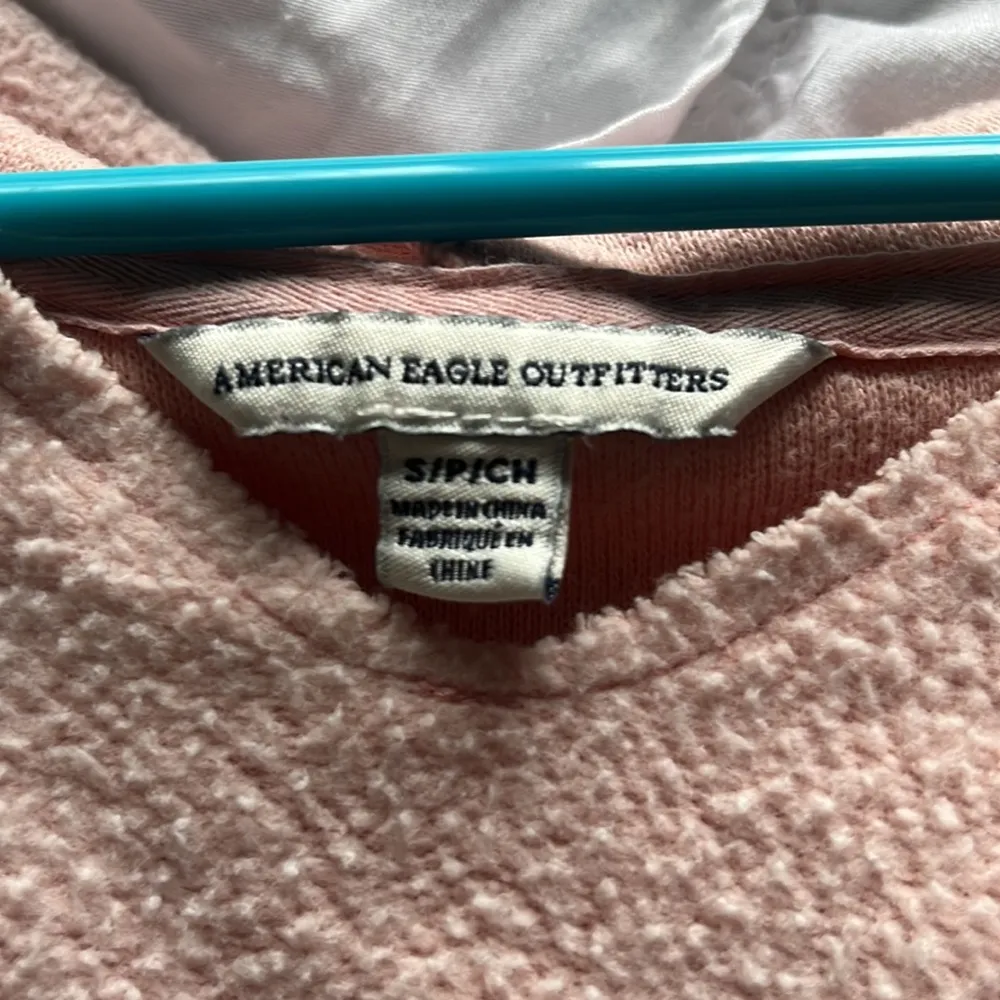 AMERICAN EAGLE OUTFITTERS
S/P/CH
MADE IN CHINA
FABRIQUÉ EN
CHINE